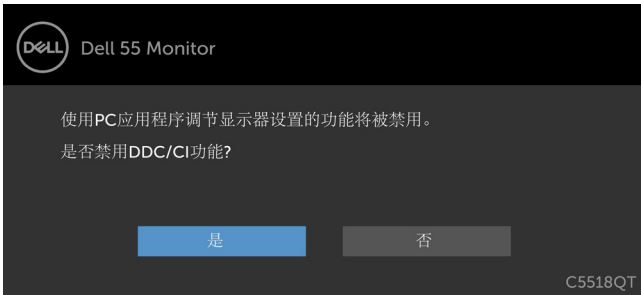 DELL
Dell 55 Monitor
使用PC应用程序调节显示器设置的功能将被禁用。
是否禁用DDC/CI功能?
是 否
C5518QT